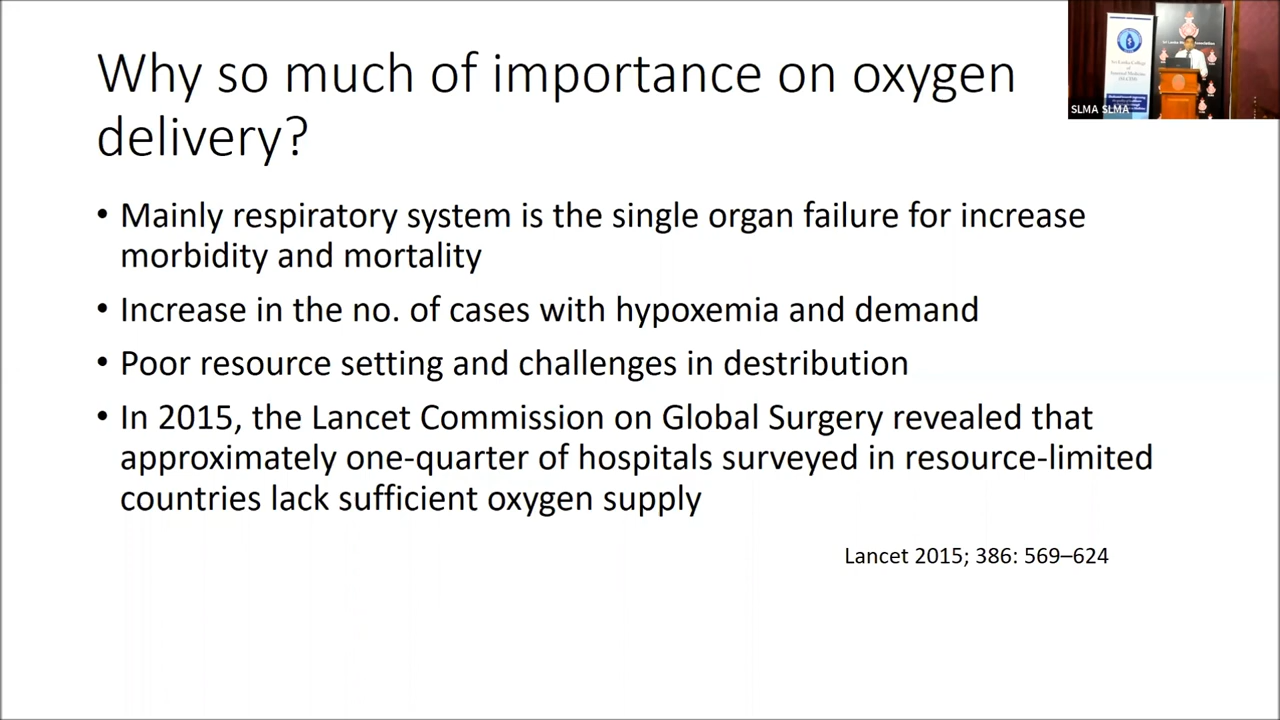 Why so much of importance on oxygen
delivery?
SLMA SLMA
• Mainly respiratory system is the single organ failure for increase
morbidity and mortality
• Increase in the no. of cases with hypoxemia and demand
• Poor resource setting and challenges in destribution
• In 2015, the Lancet Commission on Global Surgery revealed that
approximately one-quarter of hospitals surveyed in resource-limited
countries lack sufficient oxygen supply
Lancet 2015; 386: 569–624